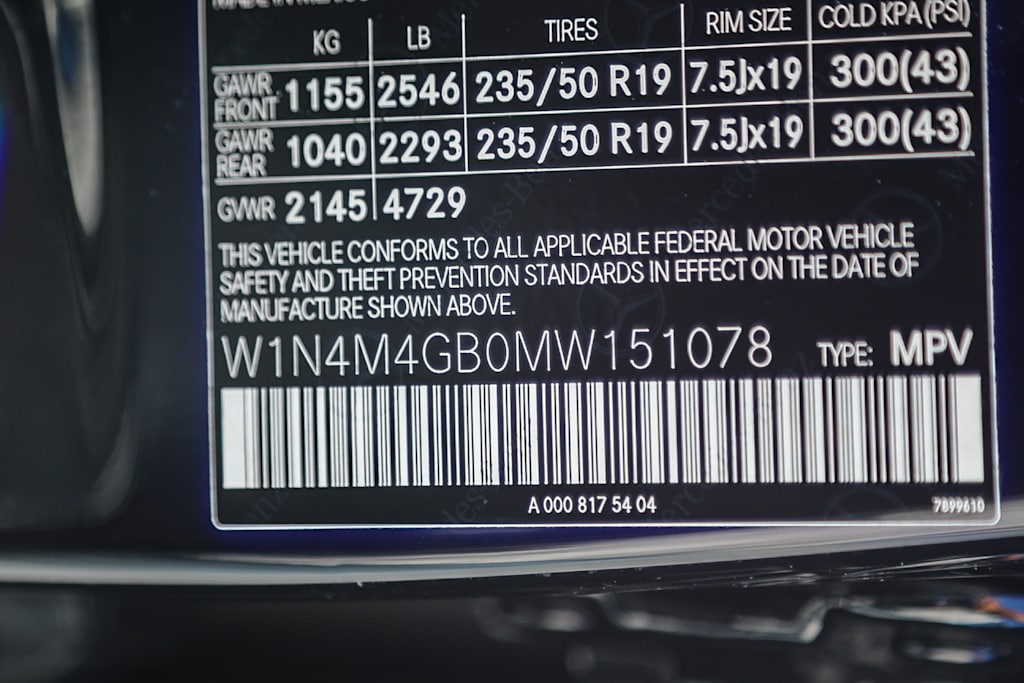 MADE IN MEXICO
KG LB TIRES RIM SIZE COLD KPA (PSI)
GAWR FRONT 1155 2546 235/50 R19 7.5Jx19 300(43)
GAWR REAR 1040 2293 235/50 R19 7.5Jx19 300(43)
GVWR 2145 4729
THIS VEHICLE CONFORMS TO ALL APPLICABLE FEDERAL MOTOR VEHICLE
SAFETY AND THEFT PREVENTION STANDARDS IN EFFECT ON THE DATE OF
MANUFACTURE SHOWN ABOVE.
W1N4M4GB0MW151078 TYPE: MPV
A 000 817 54 04 7899610